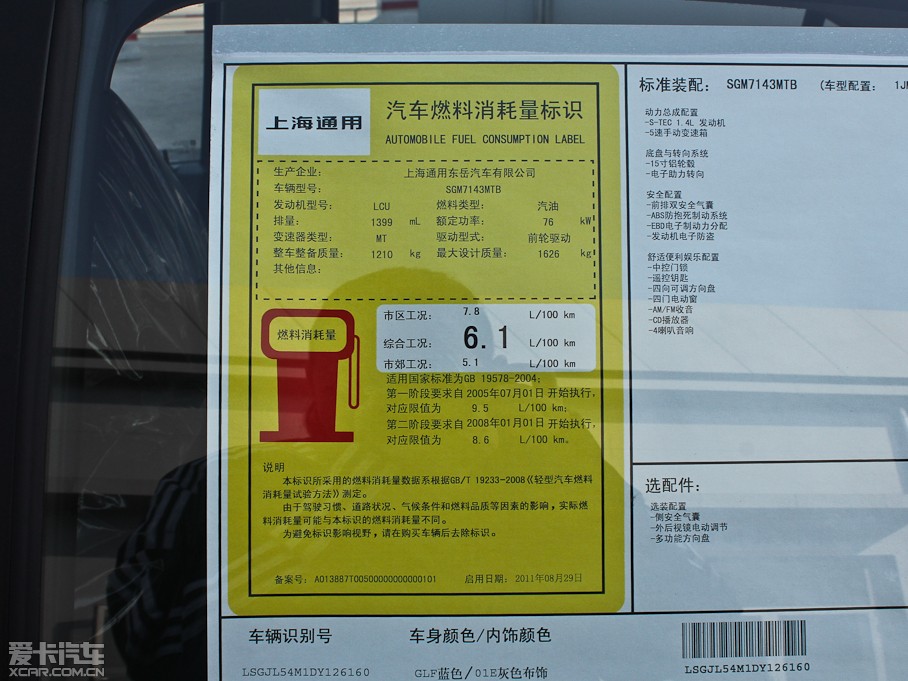 上海通用
汽车燃料消耗量标识
AUTOMOBILE FUEL CONSUMPTION LABEL
生产企业： 上海通用东岳汽车有限公司
车辆型号： SGM7143MTB
发动机型号： LCU 燃料类型： 汽油
排量： 1399 mL 额定功率： 76 kW
变速器类型： MT 驱动型式： 前轮驱动
整车整备质量： 1210 kg 最大设计质量： 1626 kg
其他信息：
燃料消耗量
市区工况： 7.8 L/100 km
综合工况： 6.1 L/100 km
市郊工况： 5.1 L/100 km
适用国家标准为GB 19578-2004；
第一阶段要求自 2005年07月01日 开始执行，
对应限值为 9.5 L/100 km；
第二阶段要求自 2008年01月01日 开始执行，
对应限值为 8.6 L/100 km。
说明
本标识所采用的燃料消耗量数据系根据GB/T 19233-2008《轻型汽车燃料
消耗量试验方法》测定。
由于驾驶习惯、道路状况、气候条件和燃料品质等因素的影响，实际燃
料消耗量可能与本标识的燃料消耗量不同。
为避免标识影响视野，请在购买车辆后去除标识。
备案号： A0138B7T00500000000000101 启用日期： 2011年08月29日
标准装配： SGM7143MTB （车型配置：
动力总成配置
-S-TEC 1.4L 发动机
-5速手动变速箱
底盘与转向系统
-15寸铝轮毂
-电子助力转向
安全配置
-前排双安全气囊
-ABS防抱死制动系统
-EBD电子制动力分配
-发动机电子防盗
舒适便利娱乐配置
-中控门锁
-遥控钥匙
-四向可调方向盘
-四门电动窗
-AM/FM收音
-CD播放器
-4喇叭音响
选配件：
选装配置
-侧安全气囊
-外后视镜电动调节
-多功能方向盘
车辆识别号 车身颜色/内饰颜色
LSGJL54M1DY126160 GLF蓝色/01E灰色布饰
LSGJL54M1DY126160
爱卡汽车
XCAR.COM.CN